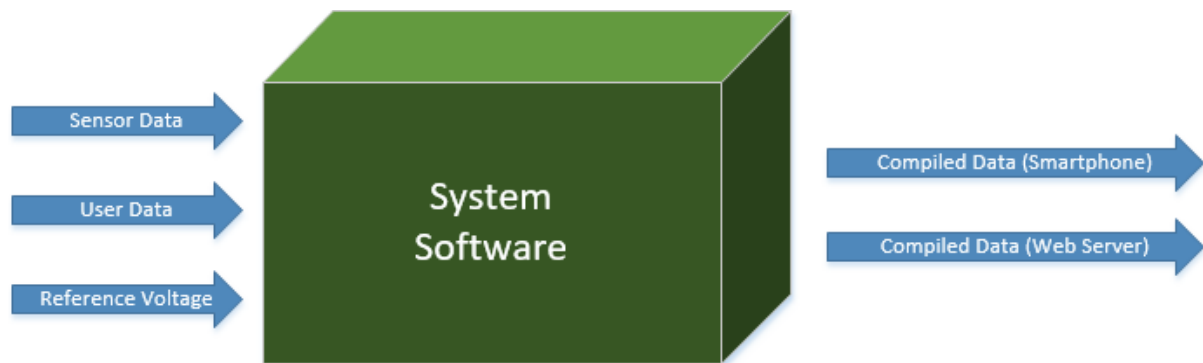 Sensor Data
User Data
Reference Voltage
System
Software
Compiled Data (Smartphone)
Compiled Data (Web Server)